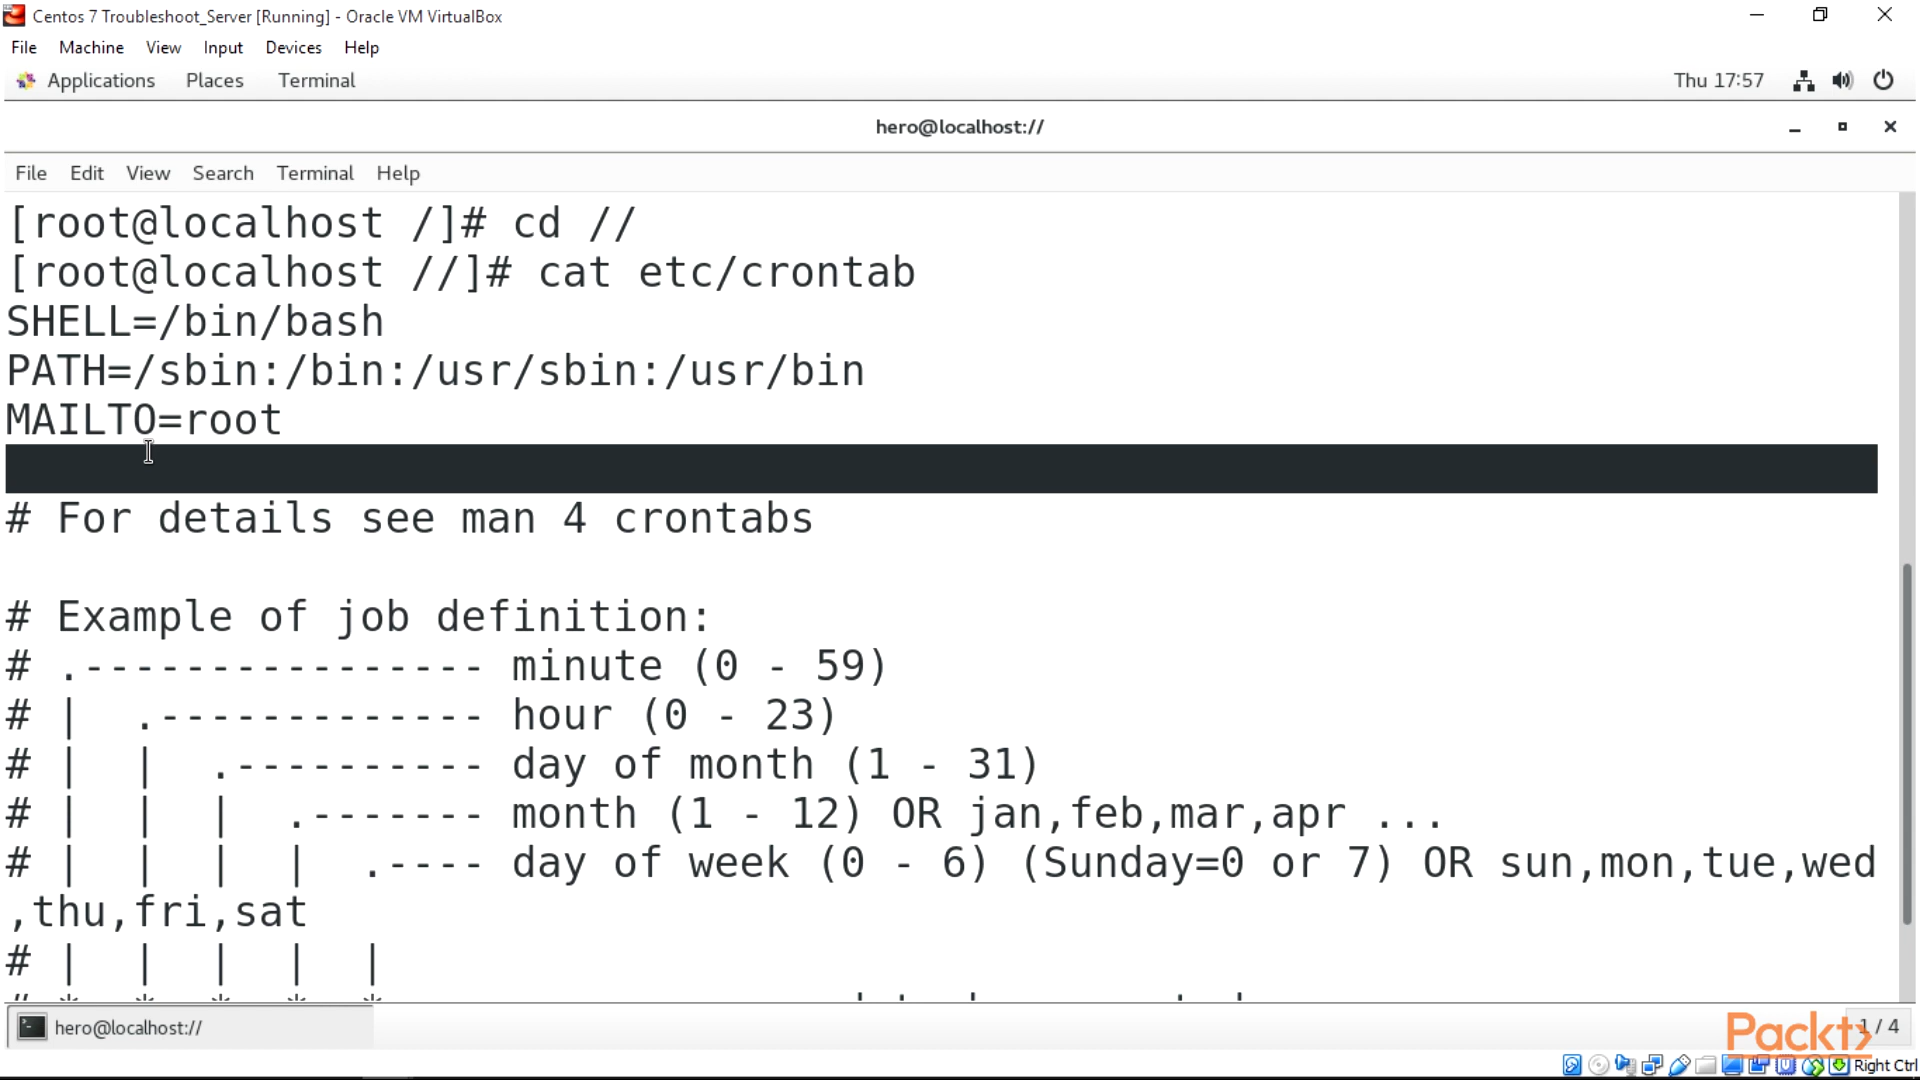 Centos 7 Troubleshoot_Server [Running] - Oracle VM VirtualBox
File Machine View Input Devices Help
Applications Places Terminal Thu 17:57
hero@localhost://
File Edit View Search Terminal Help
[root@localhost /]# cd //
[root@localhost //]# cat etc/crontab
SHELL=/bin/bash
PATH=/sbin:/bin:/usr/sbin:/usr/bin
MAILTO=root
# For details see man 4 crontabs
# Example of job definition:
# .---------------- minute (0 - 59)
# |  .------------- hour (0 - 23)
# |  |  .---------- day of month (1 - 31)
# |  |  |  .------- month (1 - 12) OR jan,feb,mar,apr ...
# |  |  |  |  .---- day of week (0 - 6) (Sunday=0 or 7) OR sun,mon,tue,wed
,thu,fri,sat
# |  |  |  |  |
hero@localhost://
Packt> 1 / 4
Right Ctrl